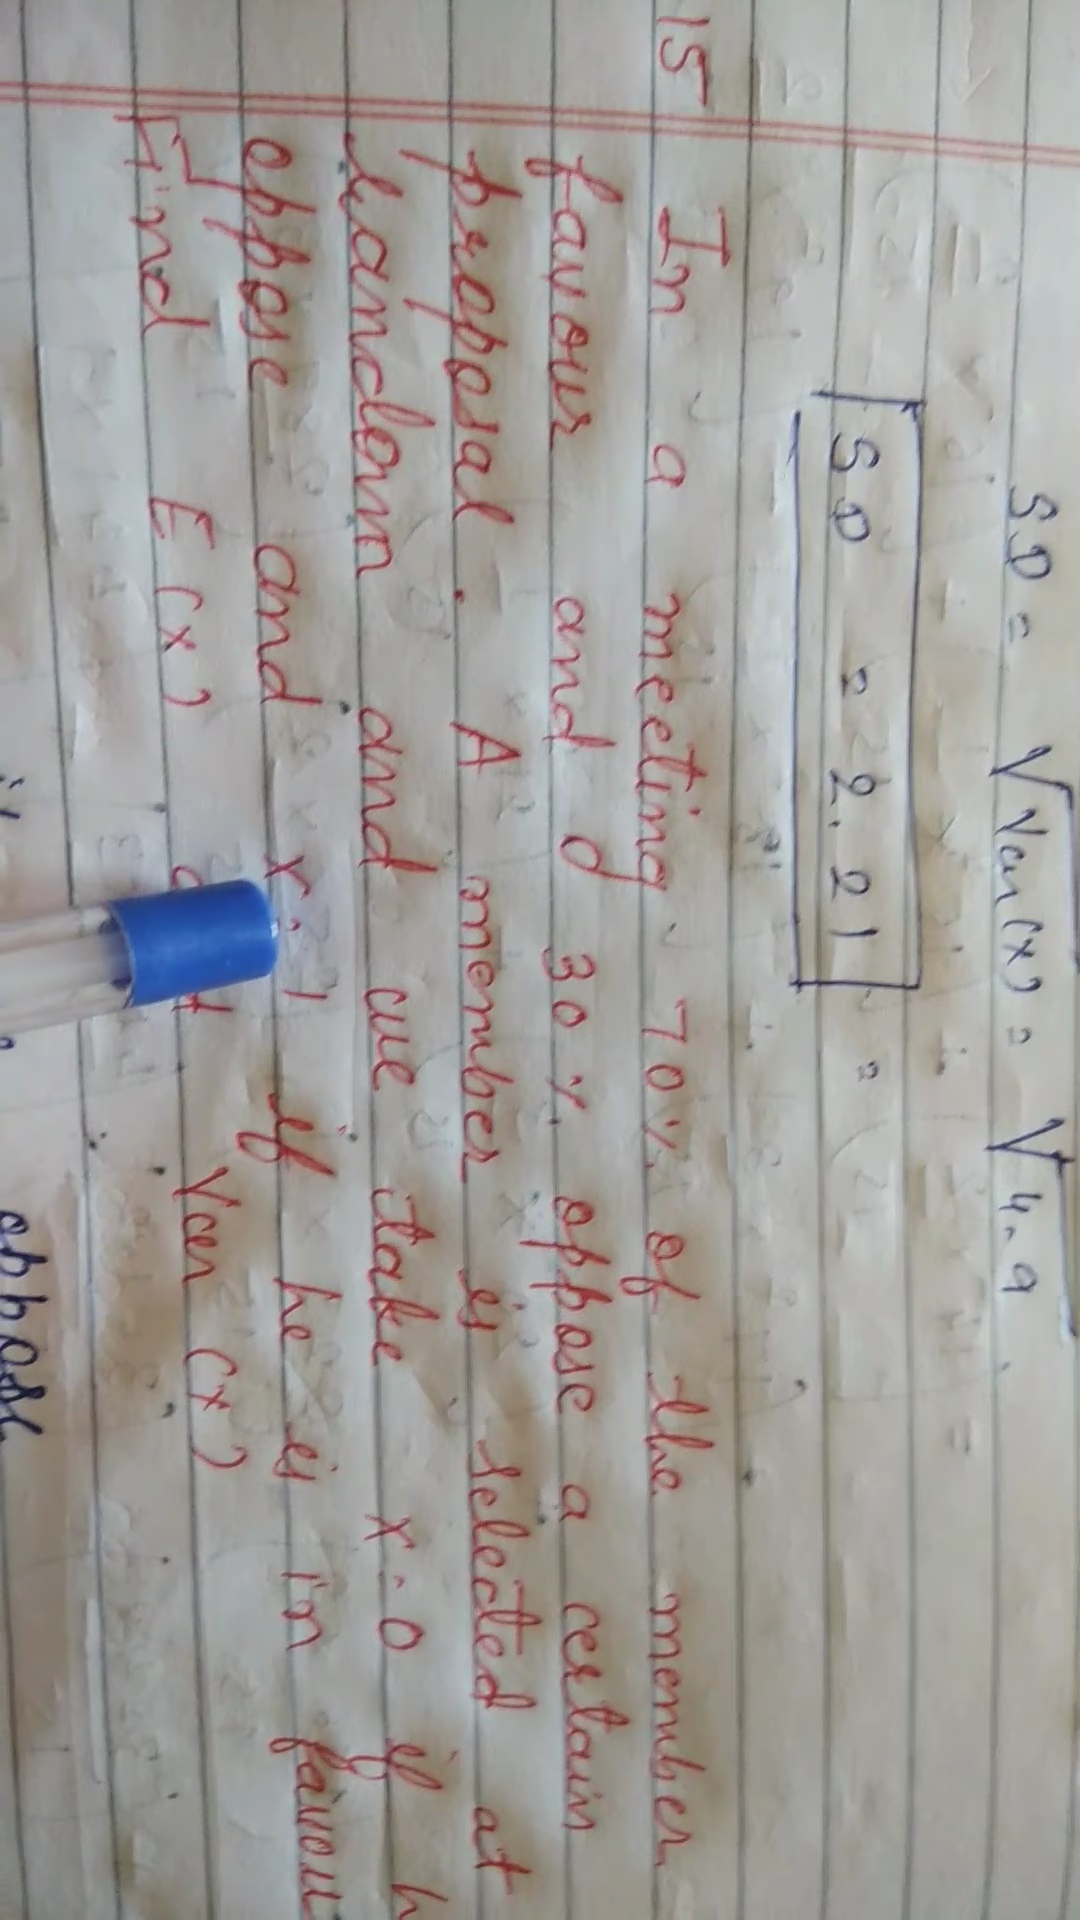 S.D = √Var(x) = √4.9
SD = 2.21 =
15 In a meeting 70% of the member
favour and 30% oppose a certain
proposal. A member is selected at
random and we take x=0 if h
oppose and x=1 if he is in favour
Find E(x) Var(x)
oppose